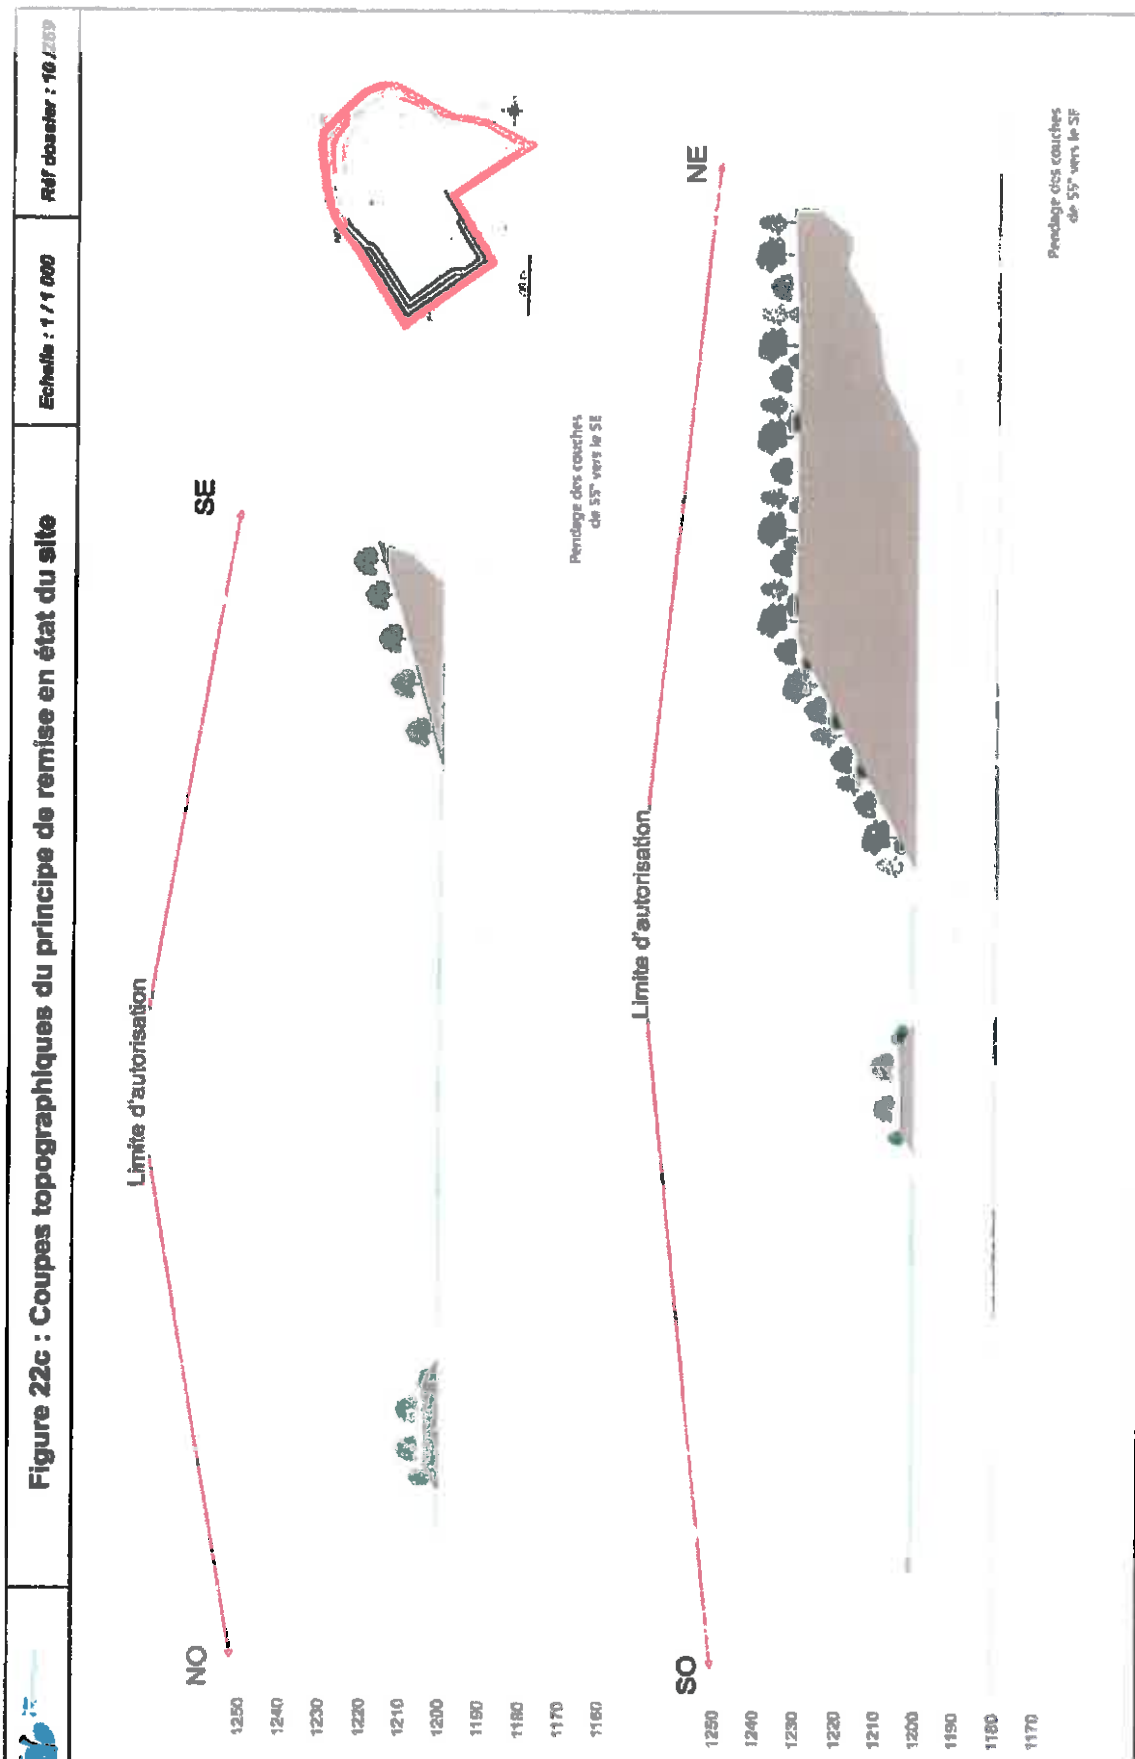 Figure 22c : Coupes topographiques du principe de remise en état du site
Echelle : 1 / 1 000
Réf dossier : 10 / 269
NO
Limite d'autorisation
SE
1250
1240
1230
1220
1210
1200
1190
1180
1170
1160
Pendage des couches
de 55° vers le SE
SO
Limite d'autorisation
NE
1250
1240
1230
1220
1210
1200
1190
1180
1170
Pendage des couches
de 55° vers le SE